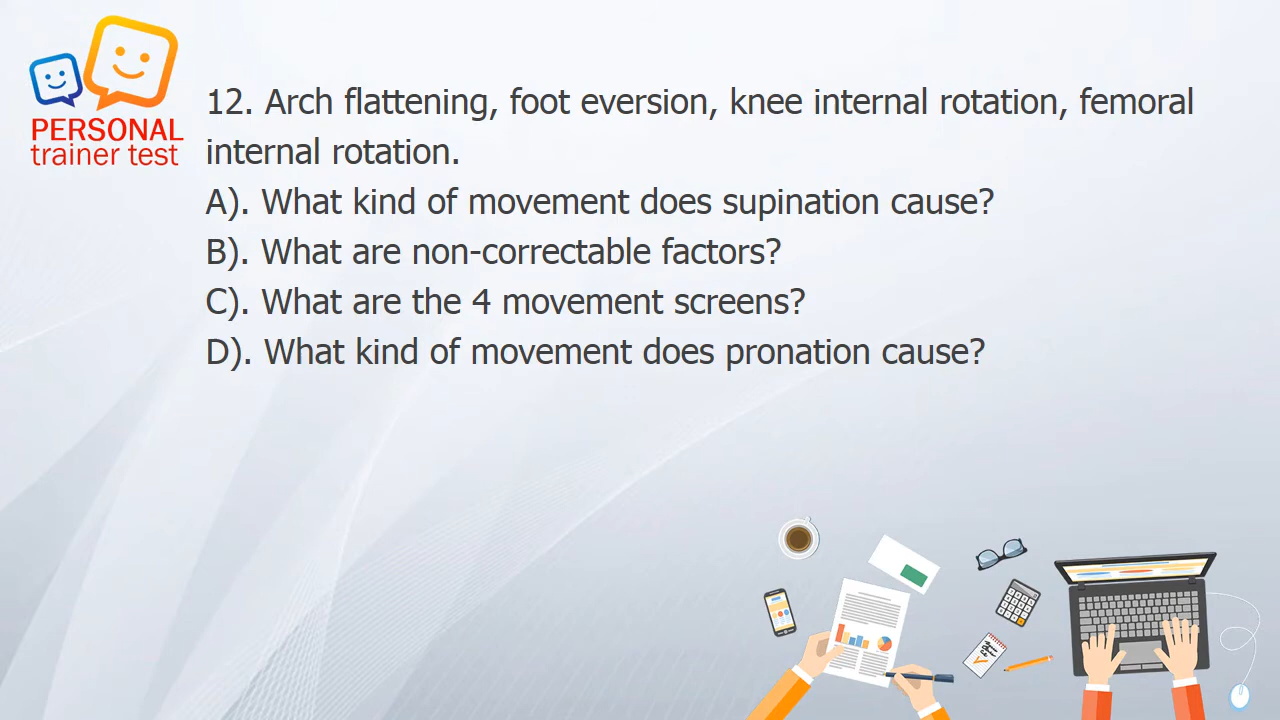 PERSONAL
trainer test
12. Arch flattening, foot eversion, knee internal rotation, femoral
internal rotation.
A). What kind of movement does supination cause?
B). What are non-correctable factors?
C). What are the 4 movement screens?
D). What kind of movement does pronation cause?